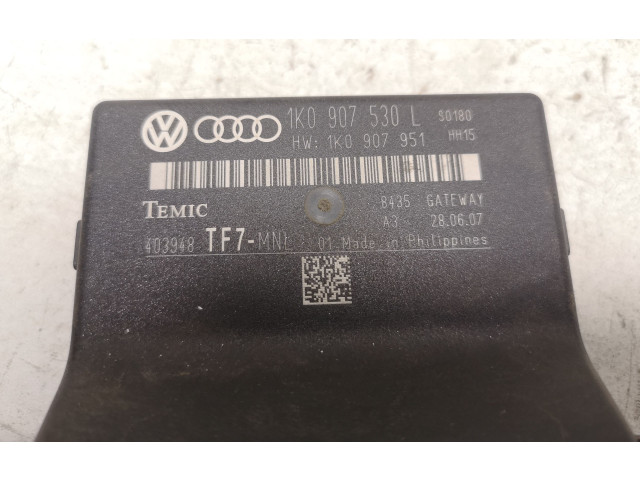 1K0 907 530 L S0180
HW: 1K0 907 951 HH15
TEMIC
8435 GATEWAY
A3 28.06.07
403948 TF7-MNL 01 Made in Philippines